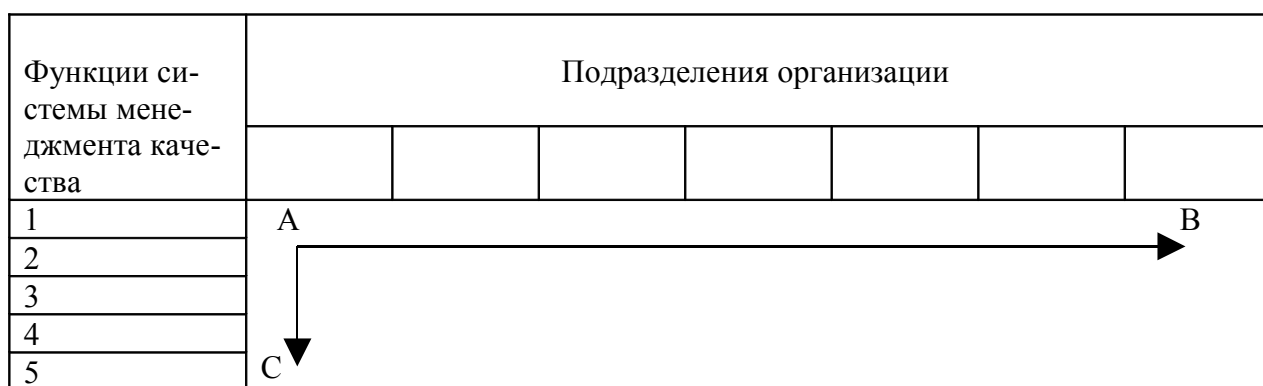 Функции си-
стемы мене-
джмента каче-
ства
Подразделения организации
1
A
B
2
3
4
5
C